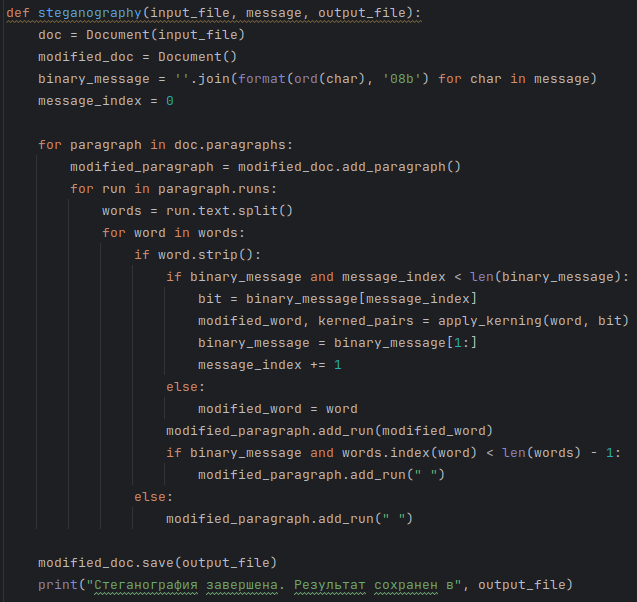 def steganography(input_file, message, output_file):
    doc = Document(input_file)
    modified_doc = Document()
    binary_message = ''.join(format(ord(char), '08b') for char in message)
    message_index = 0

    for paragraph in doc.paragraphs:
        modified_paragraph = modified_doc.add_paragraph()
        for run in paragraph.runs:
            words = run.text.split()
            for word in words:
                if word.strip():
                    if binary_message and message_index < len(binary_message):
                        bit = binary_message[message_index]
                        modified_word, kerned_pairs = apply_kerning(word, bit)
                        binary_message = binary_message[1:]
                        message_index += 1
                    else:
                        modified_word = word
                    modified_paragraph.add_run(modified_word)
                    if binary_message and words.index(word) < len(words) - 1:
                        modified_paragraph.add_run(" ")
                else:
                    modified_paragraph.add_run(" ")

    modified_doc.save(output_file)
    print("Стеганография завершена. Результат сохранен в", output_file)